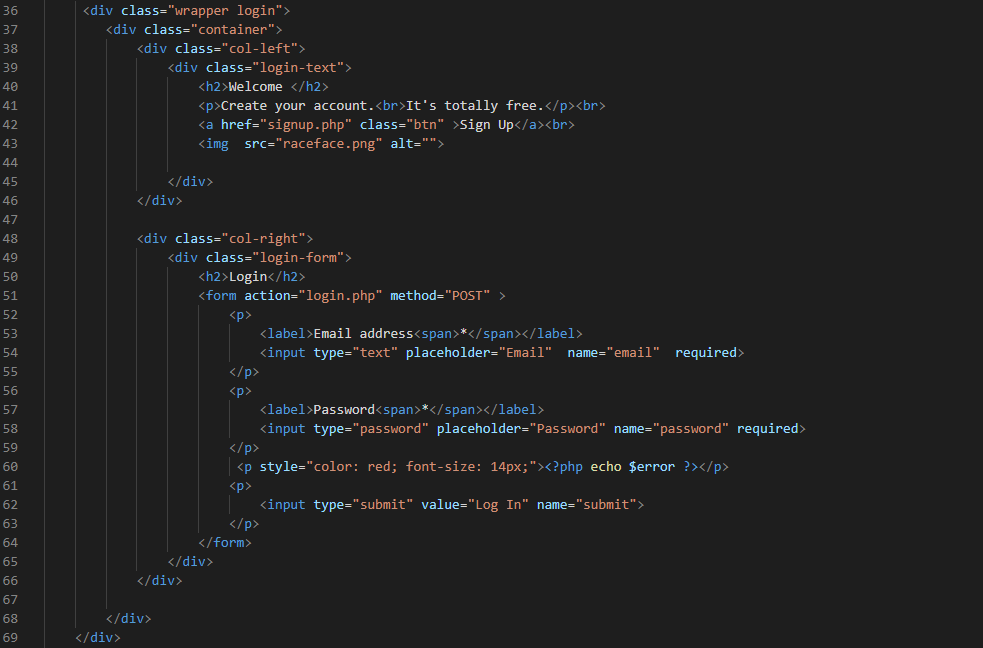 36 <div class="wrapper login">
37 <div class="container">
38 <div class="col-left">
39 <div class="login-text">
40 <h2>Welcome </h2>
41 <p>Create your account.<br>It's totally free.</p><br>
42 <a href="signup.php" class="btn" >Sign Up</a><br>
43 <img  src="raceface.png" alt="">
44
45 </div>
46 </div>
47
48 <div class="col-right">
49 <div class="login-form">
50 <h2>Login</h2>
51 <form action="login.php" method="POST" >
52 <p>
53 <label>Email address<span>*</span></label>
54 <input type="text" placeholder="Email"  name="email"  required>
55 </p>
56 <p>
57 <label>Password<span>*</span></label>
58 <input type="password" placeholder="Password" name="password" required>
59 </p>
60 <p style="color: red; font-size: 14px;"><?php echo $error ?></p>
61 <p>
62 <input type="submit" value="Log In" name="submit">
63 </p>
64 </form>
65 </div>
66 </div>
67
68 </div>
69 </div>